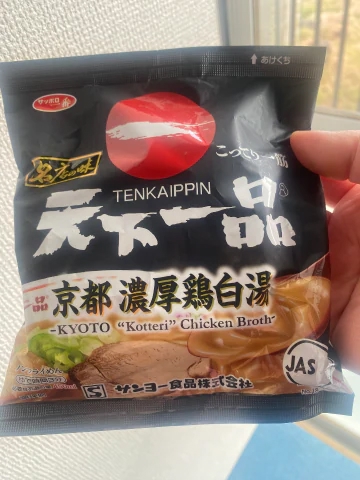 あけくち
サッポロ一番
こってり一筋
名店の味
TENKAIPPIN
天下一品®
京都 濃厚鶏白湯
-KYOTO “Kotteri” Chicken Broth-
JAS
S サンヨー食品株式会社